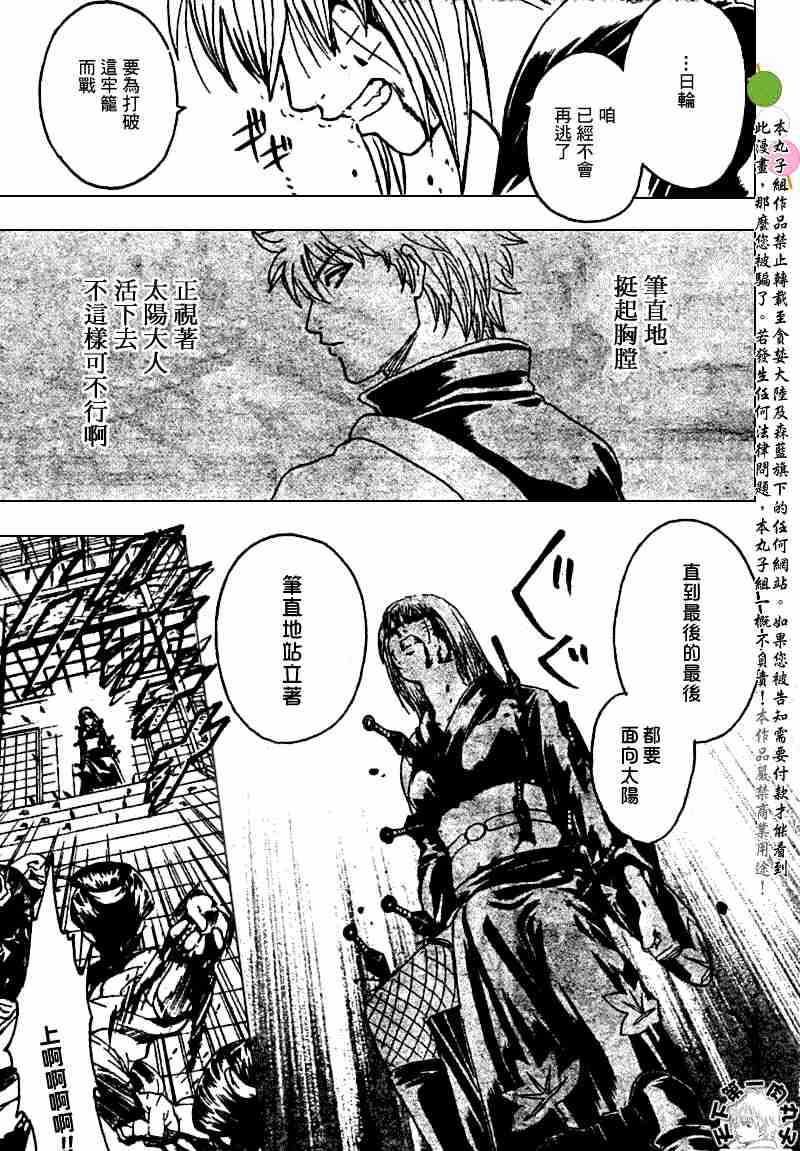 …日輪
咱
已經不會
再逃了
要為打破
這牢籠
而戰
筆直地
挺起胸膛
正視著
太陽大人
活下去
不這樣可不行啊
直到最後的最後
都要
面向太陽
筆直地站立著
上啊啊啊啊!!
本丸子組作品禁止轉載至貪婪大陸及森藍旗下的任何網站。如果您被告知需要付款才能看到
此漫畫，那麼您被騙了。若發生任何法律問題，本丸子組一概不負責！本作品嚴禁商業用途！